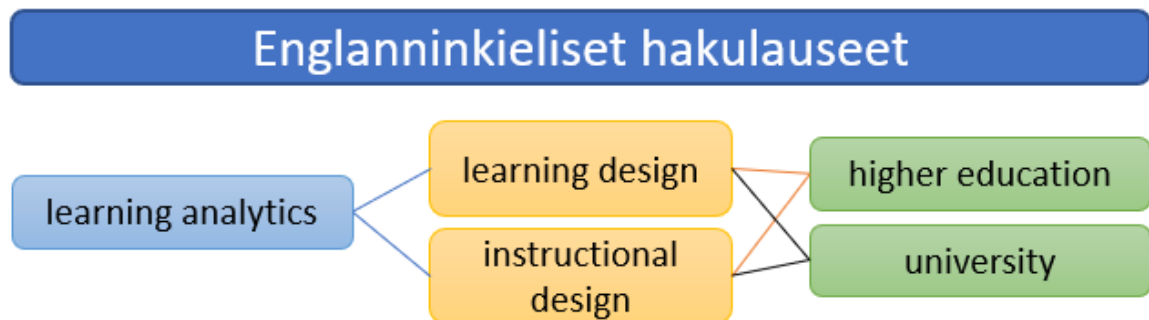 Englanninkieliset hakulauseet
learning analytics
learning design
instructional
design
higher education
university